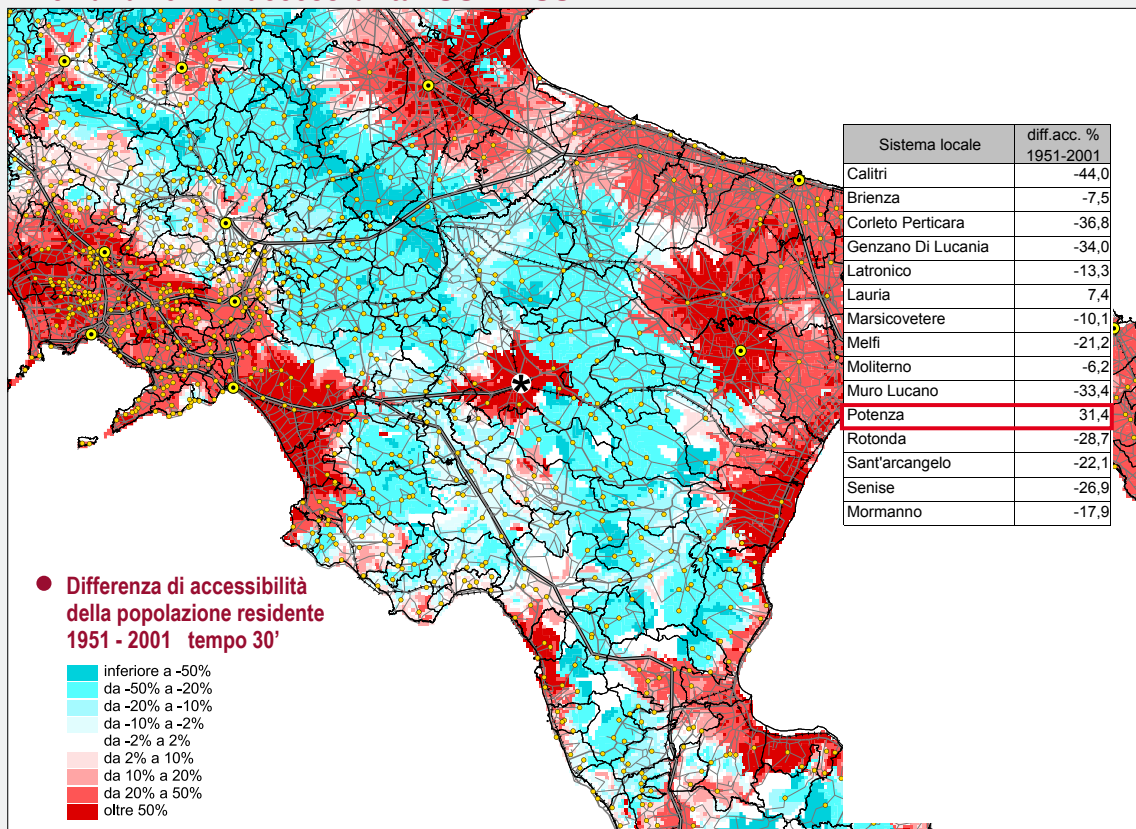 Sistema locale diff.acc. % 1951-2001
Calitri -44,0
Brienza -7,5
Corleto Perticara -36,8
Genzano Di Lucania -34,0
Latronico -13,3
Lauria 7,4
Marsicovetere -10,1
Melfi -21,2
Moliterno -6,2
Muro Lucano -33,4
Potenza 31,4
Rotonda -28,7
Sant'arcangelo -22,1
Senise -26,9
Mormanno -17,9
*
● Differenza di accessibilità
della popolazione residente
1951 - 2001 tempo 30'
inferiore a -50%
da -50% a -20%
da -20% a -10%
da -10% a -2%
da -2% a 2%
da 2% a 10%
da 10% a 20%
da 20% a 50%
oltre 50%